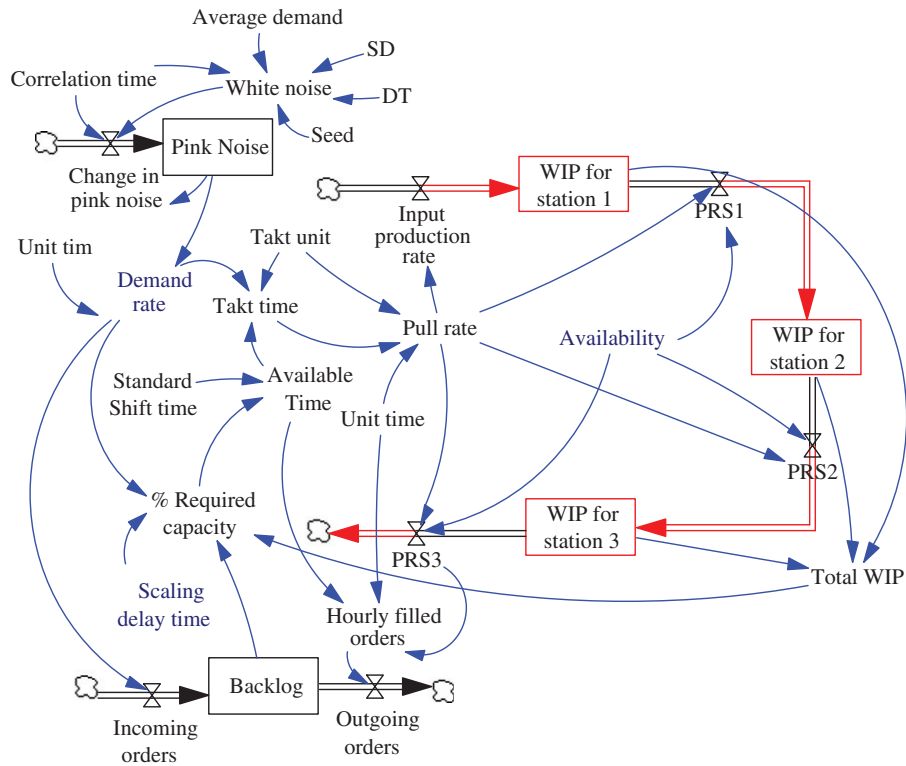 Average demand
SD
Correlation time
White noise
DT
Seed
Pink Noise
Change in
pink noise
WIP for
station 1
PRS1
Input
production
rate
Unit tim
Takt unit
Demand
rate
Takt time
Pull rate
Availability
WIP for
station 2
Standard
Shift time
Available
Time
Unit time
PRS2
% Required
capacity
WIP for
station 3
PRS3
Total WIP
Scaling
delay time
Hourly filled
orders
Backlog
Incoming
orders
Outgoing
orders